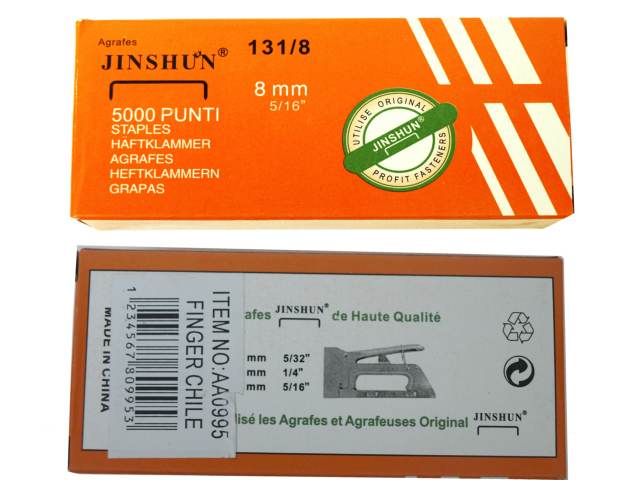 Agrafes
JINSHUN® 131/8
8 mm
5/16"
5000 PUNTI
STAPLES
HAFTKLAMMER
AGRAFES
HEFTKLAMMERN
GRAPAS
UTILISE ORIGINAL
JINSHUN®
PROFIT FASTENERS
MADE IN CHINA
1234567809953
ITEM NO:AA0995
FINGER CHILE
afes JINSHUN® de Haute Qualité
mm 5/32"
mm 1/4"
mm 5/16"
lisé les Agrafes et Agrafeuses Original JINSHUN®